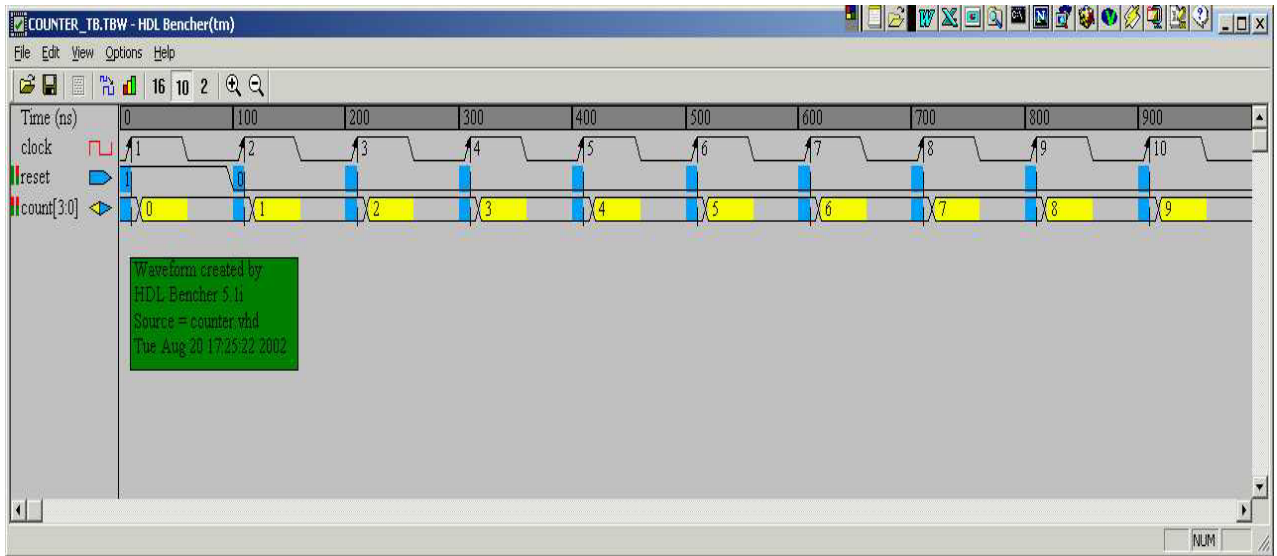 COUNTER_TB.TBW - HDL Bencher(tm)
File Edit View Options Help
16 10 2
Time (ns) 0 100 200 300 400 500 600 700 800 900
clock 1 2 3 4 5 6 7 8 9 10
reset 1 0
count[3:0] 0 1 2 3 4 5 6 7 8 9
Waveform created by
HDL Bencher 5.1i
Source = counter.vhd
Tue Aug 20 17:25:22 2002
NUM